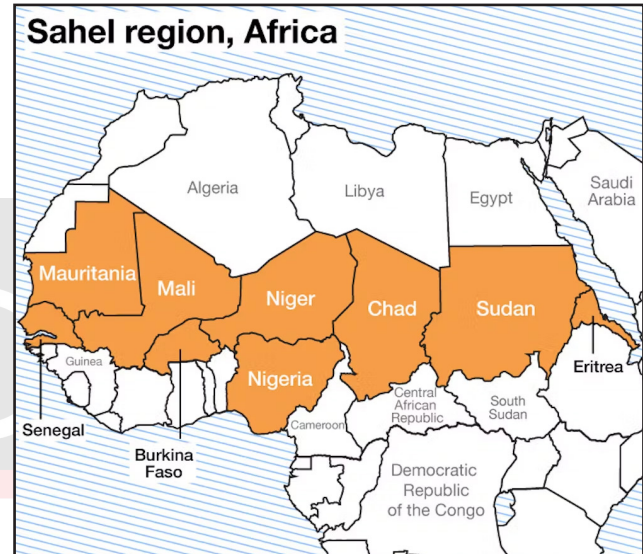 Sahel region, Africa
Algeria
Libya
Egypt
Saudi
Arabia
Mauritania
Mali
Niger
Chad
Sudan
Eritrea
Guinea
Nigeria
Senegal
Burkina
Faso
Cameroon
Central
African
Republic
South
Sudan
Democratic
Republic
of the Congo